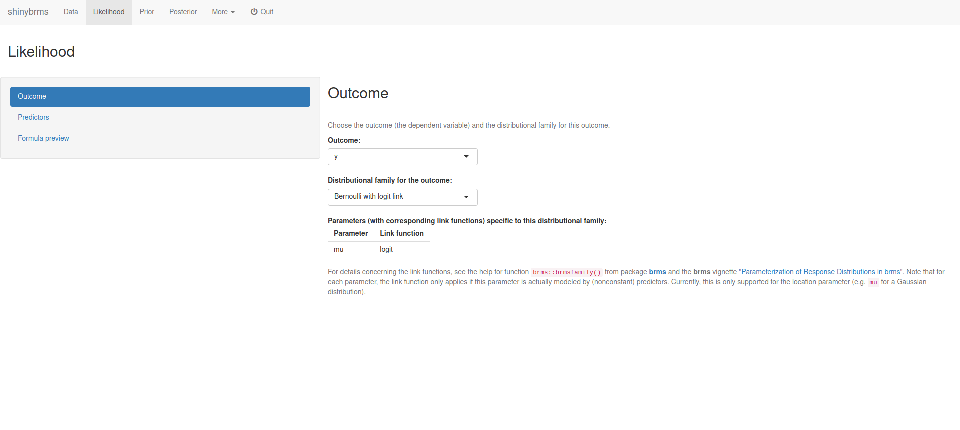 shinybrms Data Likelihood Prior Posterior More Quit
Likelihood
Outcome
Predictors
Formula preview
Outcome
Choose the outcome (the dependent variable) and the distributional family for this outcome.
Outcome:
y
Distributional family for the outcome:
Bernoulli with logit link
Parameters (with corresponding link functions) specific to this distributional family:
Parameter Link function
mu logit
For details concerning the link functions, see the help for function brms::brmsfamily() from package brms and the brms vignette "Parameterization of Response Distributions in brms". Note that for
each parameter, the link function only applies if this parameter is actually modeled by (nonconstant) predictors. Currently, this is only supported for the location parameter (e.g. mu for a Gaussian
distribution).